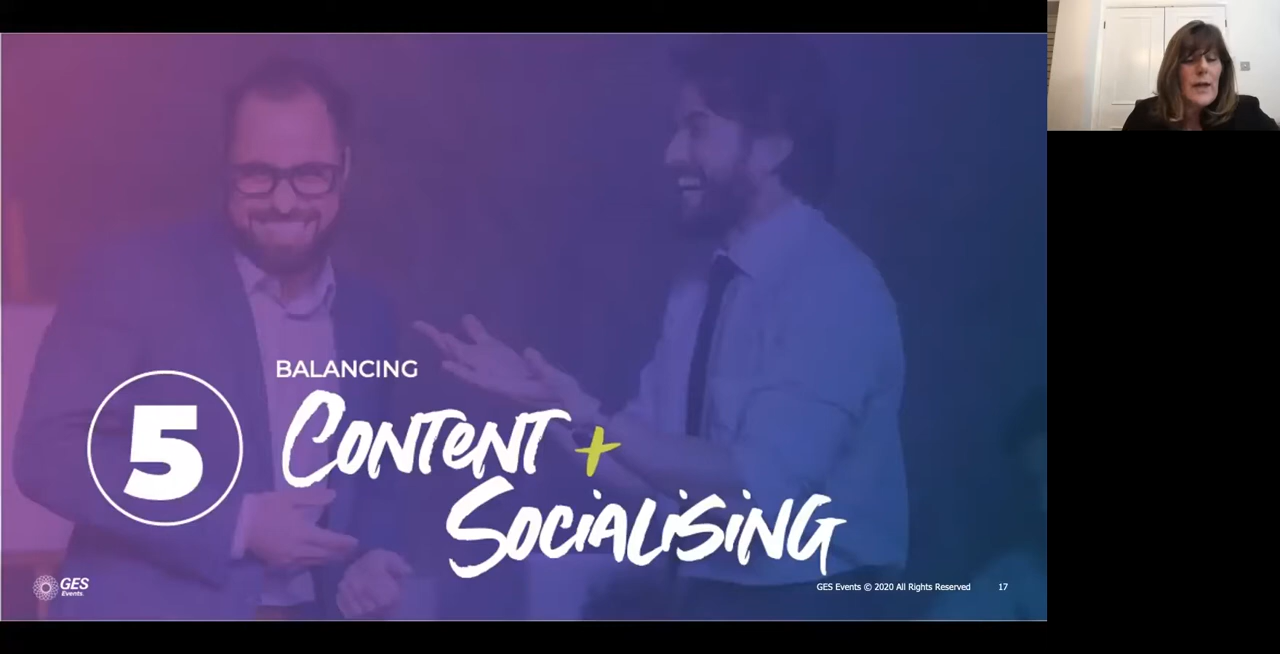 BALANCING
5
CONTENT +
SOCIALISING
GES
Events.
GES Events © 2020 All Rights Reserved
17